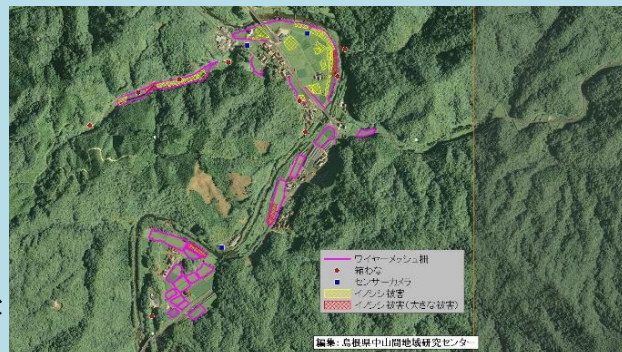 ワイヤーメッシュ柵
箱わな
センサーカメラ
イノシシ被害
イノシシ被害(大きな被害)
編集:島根県中山間地域研究センター